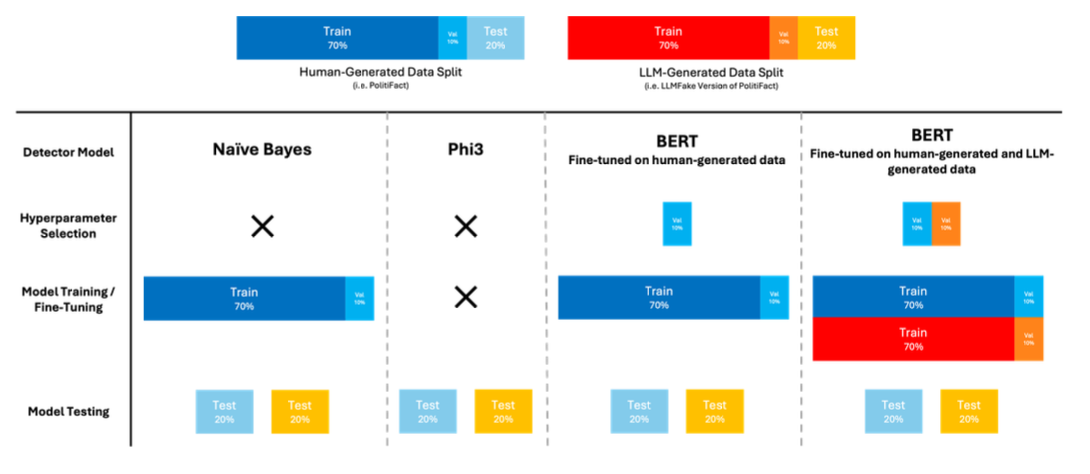 Train
70%
Val
10%
Test
20%
Train
70%
Val
10%
Test
20%
Human-Generated Data Split
(i.e. PolitiFact)
LLM-Generated Data Split
(i.e. LLMFake Version of PolitiFact)
Detector Model
Naïve Bayes
Phi3
BERT
Fine-tuned on human-generated data
BERT
Fine-tuned on human-generated and LLM-
generated data
Hyperparameter
Selection
Val
10%
Val
10%
Val
10%
Model Training /
Fine-Tuning
Train
70%
Val
10%
Train
70%
Val
10%
Train
70%
Val
10%
Train
70%
Val
10%
Model Testing
Test
20%
Test
20%
Test
20%
Test
20%
Test
20%
Test
20%
Test
20%
Test
20%